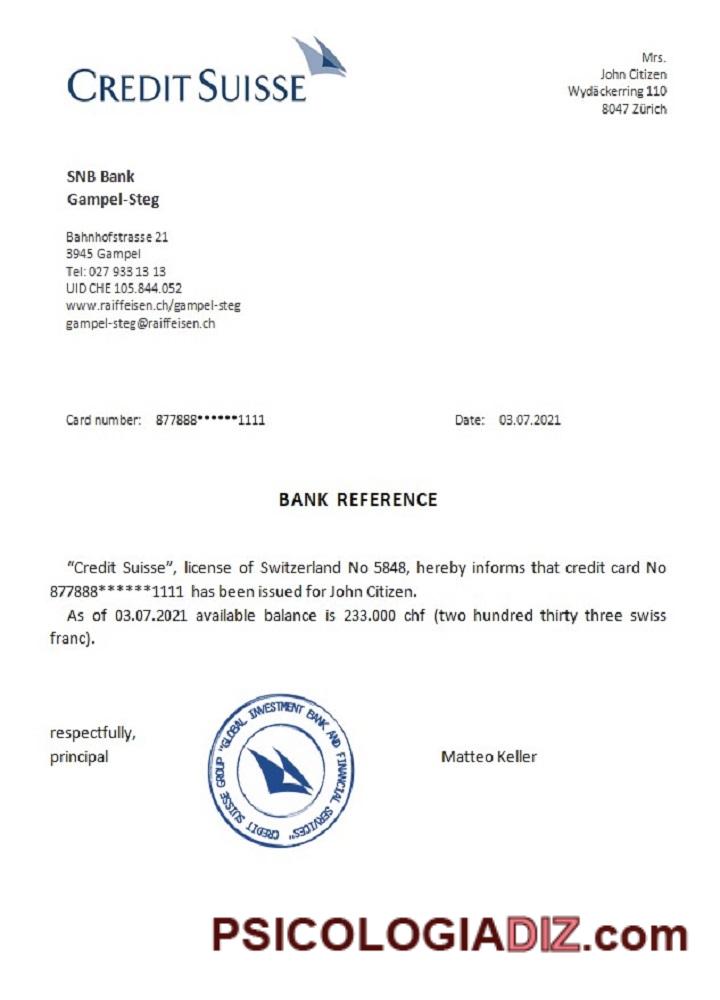 CREDIT SUISSE
Mrs.
John Citizen
Wydäckerring 110
8047 Zürich
SNB Bank
Gampel-Steg
Bahnhofstrasse 21
3945 Gampel
Tel: 027 933 13 13
UID CHE 105.844.052
www.raiffeisen.ch/gampel-steg
gampel-steg@raiffeisen.ch
Card number: 877888******1111 Date: 03.07.2021
BANK REFERENCE
“Credit Suisse”, license of Switzerland No 5848, hereby informs that credit card No
877888******1111 has been issued for John Citizen.
As of 03.07.2021 available balance is 233.000 chf (two hundred thirty three swiss
franc).
respectfully,
principal
CREDIT SUISSE GROUP "GLOBAL INVESTMENT BANK AND FINANCIAL SERVICES"
Matteo Keller
PSICOLOGIADIZ.com